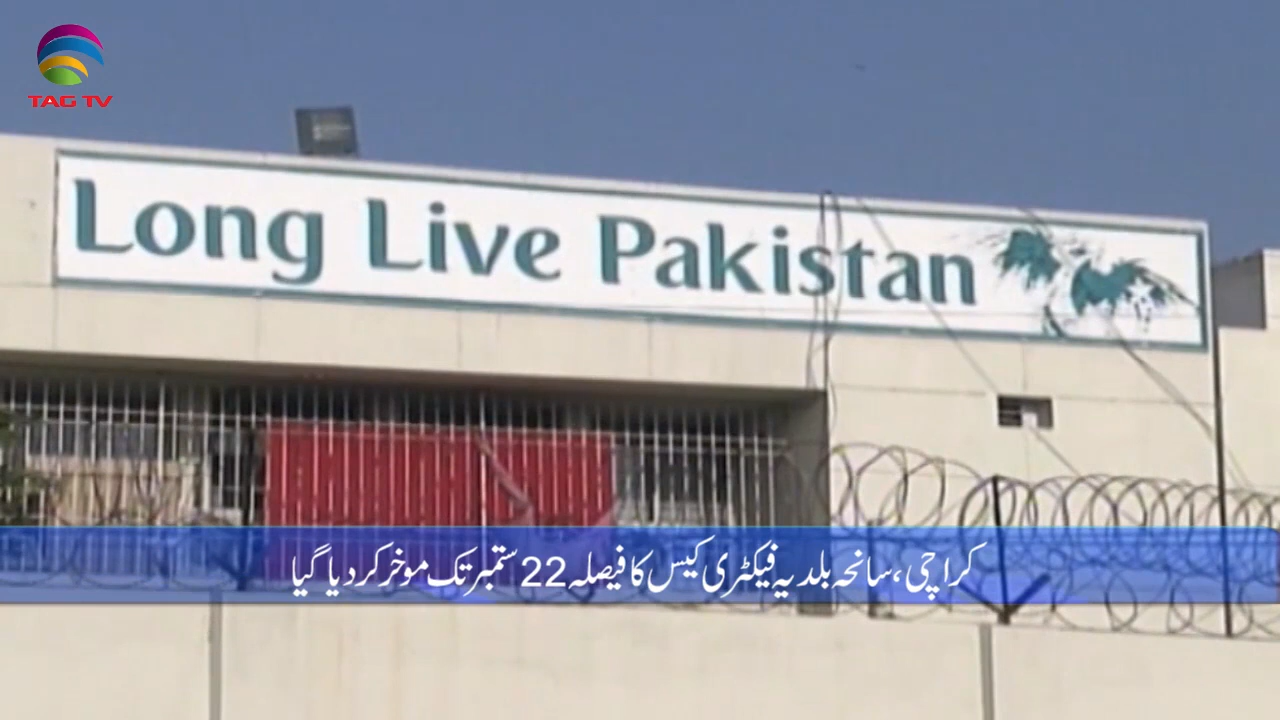 TAG TV
Long Live Pakistan
کراچی، سانحہ بلدیہ فیکٹری کیس کا فیصلہ 22 ستمبر تک موخر کر دیا گیا